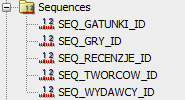 Sequences
SEQ_GATUNKI_ID
SEQ_GRY_ID
SEQ_RECENZJE_ID
SEQ_TWORCOW_ID
SEQ_WYDAWCY_ID